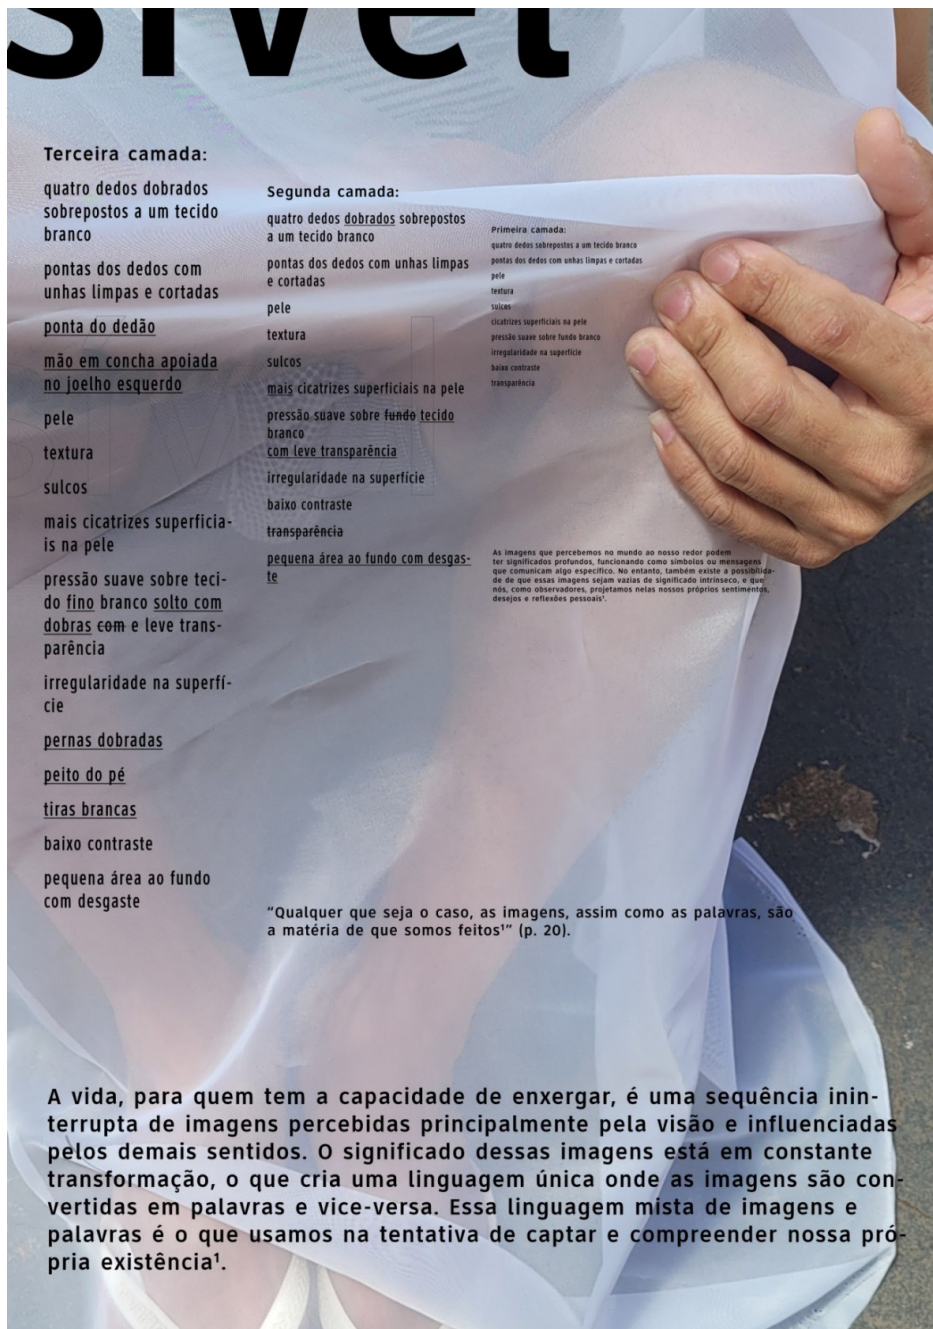 sível
Terceira camada:
quatro dedos dobrados
sobrepostos a um tecido
branco
pontas dos dedos com
unhas limpas e cortadas
ponta do dedão
mão em concha apoiada
no joelho esquerdo
pele
textura
sulcos
mais cicatrizes superficia-
is na pele
pressão suave sobre teci-
do fino branco solto com
dobras com e leve trans-
parência
irregularidade na superfí-
cie
pernas dobradas
peito do pé
tiras brancas
baixo contraste
pequena área ao fundo
com desgaste
Segunda camada:
quatro dedos dobrados sobrepostos
a um tecido branco
pontas dos dedos com unhas limpas
e cortadas
pele
textura
sulcos
mais cicatrizes superficiais na pele
pressão suave sobre fundo tecido
branco
com leve transparência
irregularidade na superfície
baixo contraste
transparência
pequena área ao fundo com desgas-
te
Primeira camada:
quatro dedos sobrepostos a um tecido branco
pontas dos dedos com unhas limpas e cortadas
pele
textura
sulcos
cicatrizes superficiais na pele
pressão suave sobre fundo branco
irregularidade na superfície
baixo contraste
transparência
As imagens que percebemos no mundo ao nosso redor podem
ter significados profundos, funcionando como símbolos ou mensagens
que comunicam algo específico. No entanto, também existe a possibilida-
de de que essas imagens sejam vazias de significado intrínseco, e que
nós, como observadores, projetamos nelas nossos próprios sentimentos,
desejos e reflexões pessoais¹.
“Qualquer que seja o caso, as imagens, assim como as palavras, são
a matéria de que somos feitos¹” (p. 20).
A vida, para quem tem a capacidade de enxergar, é uma sequência inin-
terrupta de imagens percebidas principalmente pela visão e influenciadas
pelos demais sentidos. O significado dessas imagens está em constante
transformação, o que cria uma linguagem única onde as imagens são con-
vertidas em palavras e vice-versa. Essa linguagem mista de imagens e
palavras é o que usamos na tentativa de captar e compreender nossa pró-
pria existência¹.